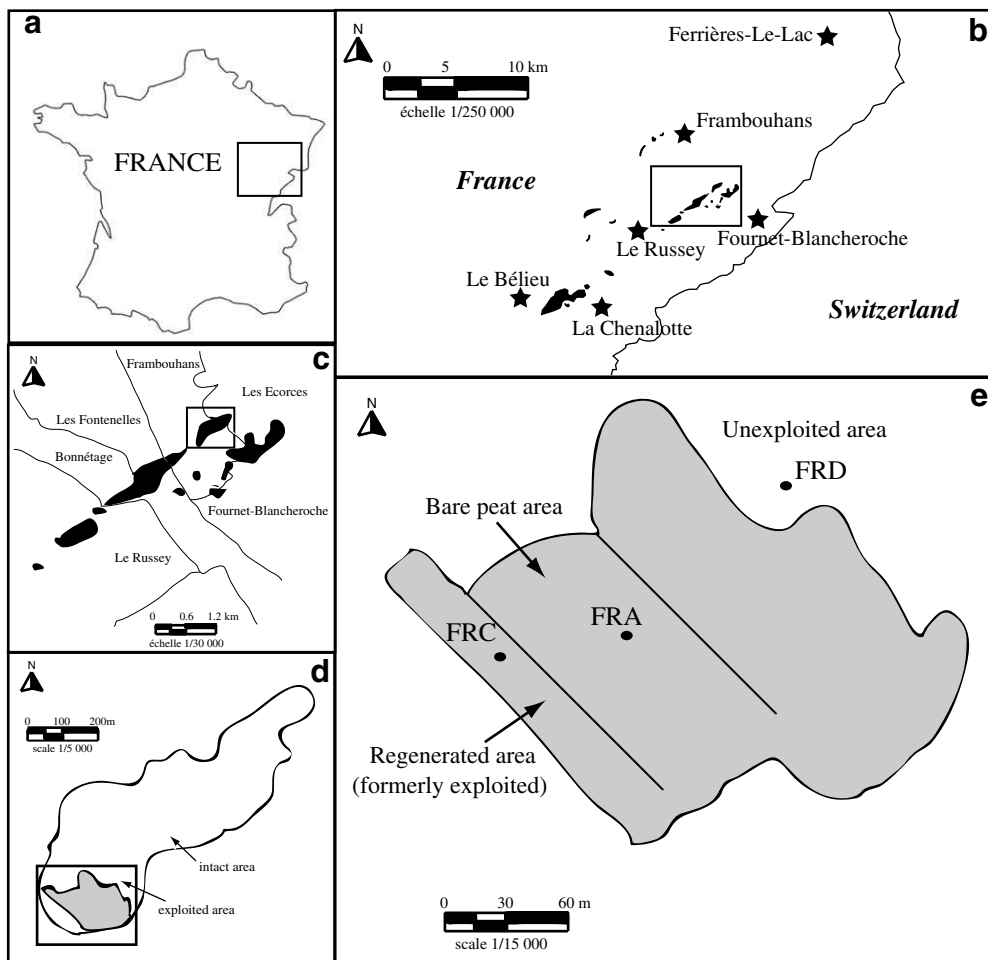 a
FRANCE
b
N
0 5 10 km
échelle 1/250 000
Ferrières-Le-Lac
Frambouhans
France
Le Russey
Fournet-Blancheroche
Le Bélieu
La Chenalotte
Switzerland
c
N
Frambouhans
Les Ecorces
Les Fontenelles
Bonnétage
Fournet-Blancheroche
Le Russey
0 0.6 1.2 km
échelle 1/30 000
d
N
0 100 200m
scale 1/5 000
intact area
exploited area
e
N
Unexploited area
FRD
Bare peat area
FRA
FRC
Regenerated area
(formerly exploited)
0 30 60 m
scale 1/15 000